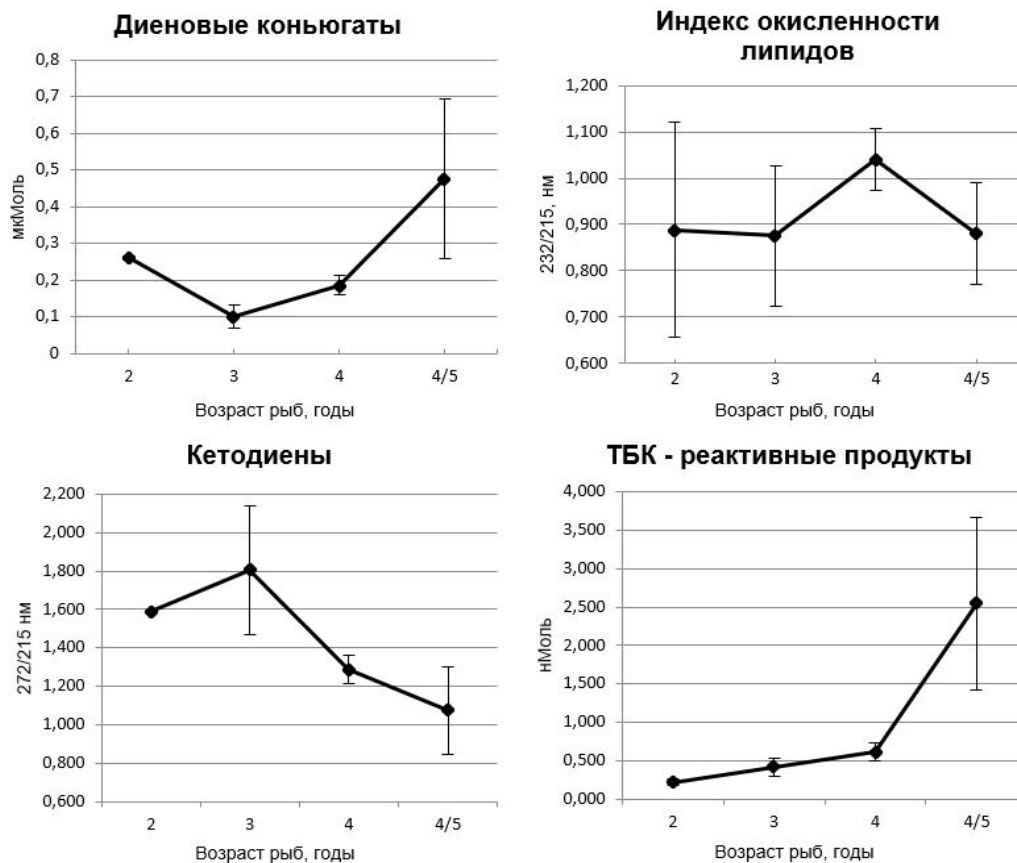 Диеновые коньюгаты
0,8
0,7
0,6
0,5
0,4
0,3
0,2
0,1
0
мкМоль
2 3 4 4/5
Возраст рыб, годы
Индекс окисленности
липидов
1,200
1,100
1,000
0,900
0,800
0,700
0,600
232/215, нм
2 3 4 4/5
Возраст рыб, годы
Кетодиены
2,200
2,000
1,800
1,600
1,400
1,200
1,000
0,800
0,600
272/215 нм
2 3 4 4/5
Возраст рыб, годы
ТБК - реактивные продукты
4,000
3,500
3,000
2,500
2,000
1,500
1,000
0,500
0,000
нМоль
2 3 4 4/5
Возраст рыб, годы